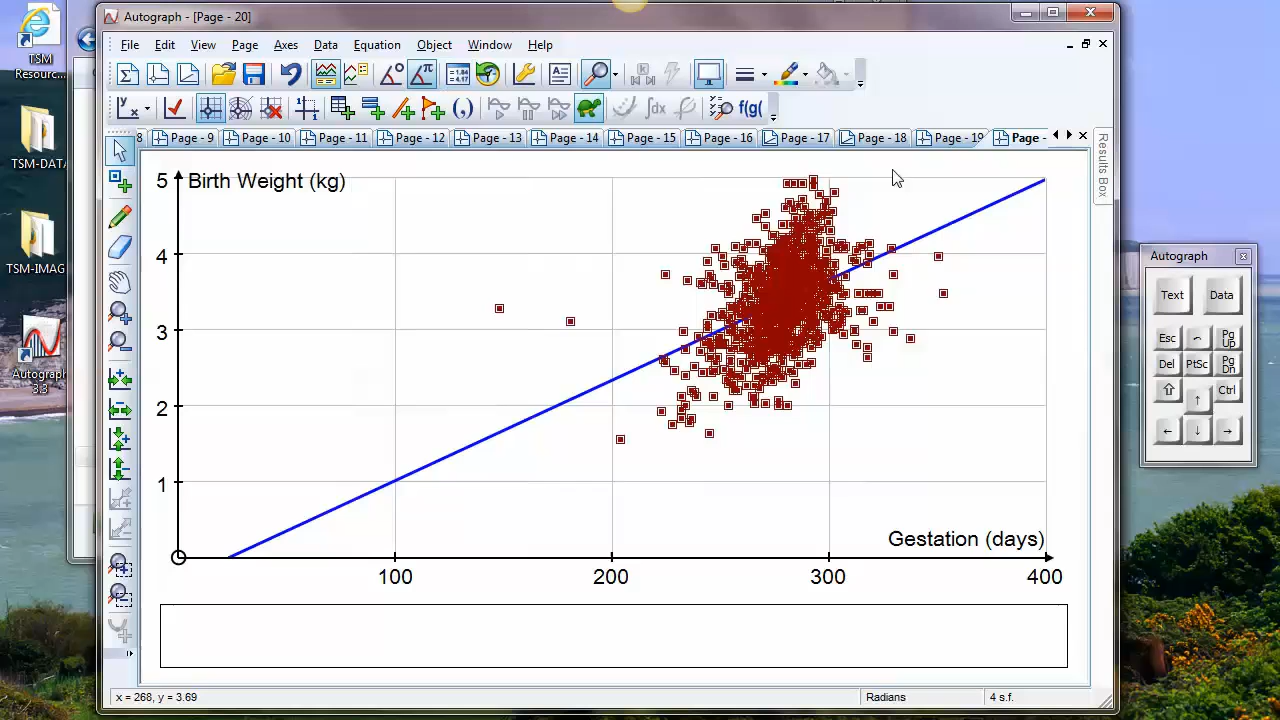 TSM
Resourc...
TSM-DATA
TSM-IMAG
Autograph
3.3
Autograph - [Page - 20]
File Edit View Page Axes Data Equation Object Window Help
f(g(
8 Page - 9 Page - 10 Page - 11 Page - 12 Page - 13 Page - 14 Page - 15 Page - 16 Page - 17 Page - 18 Page - 19 Page -
Results Box
Birth Weight (kg)
5
4
3
2
1
Gestation (days)
100 200 300 400
x = 268, y = 3.69
Radians
4 s.f.
Autograph
Text Data
Esc Pg Up
Del PtSc Pg Dn
Ctrl